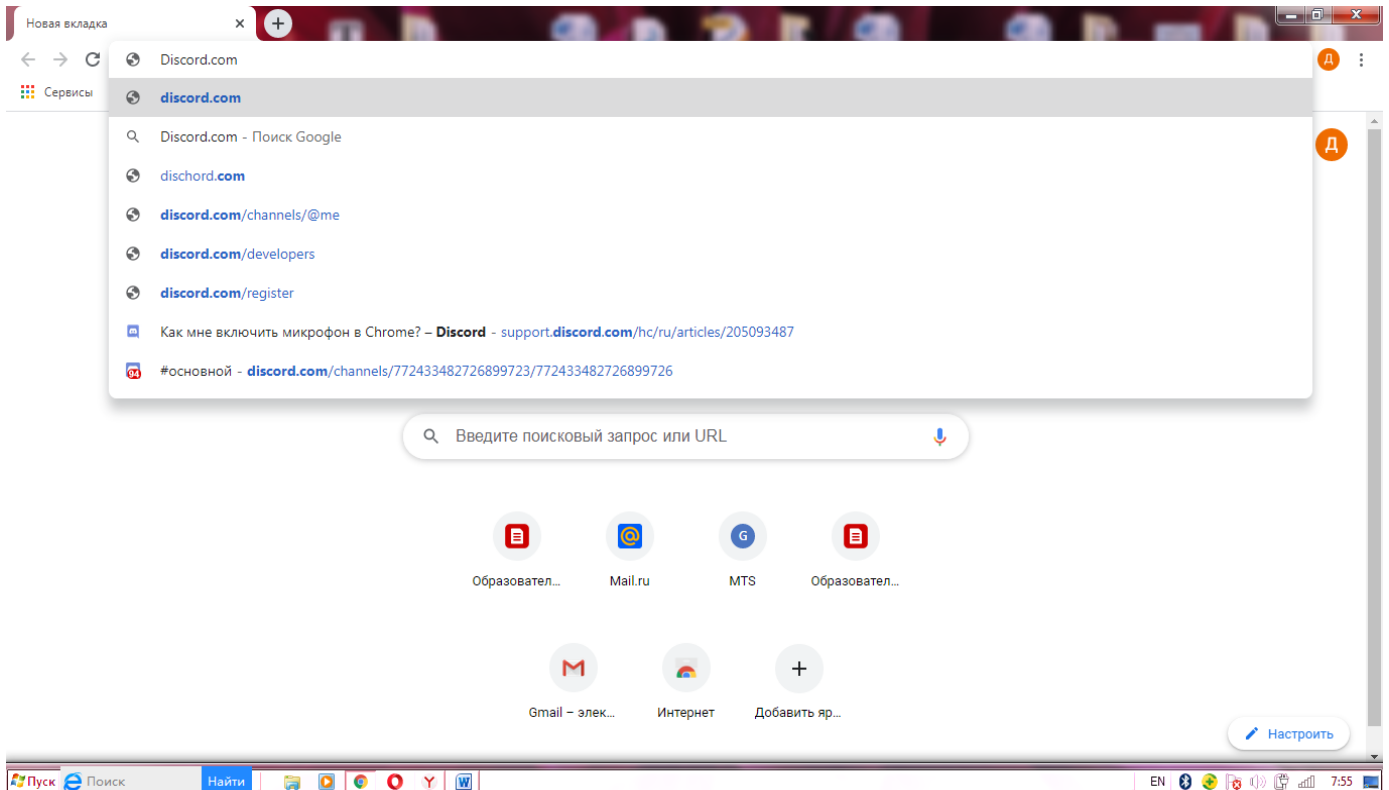 Новая вкладка
Discord.com
Сервисы
discord.com
Discord.com - Поиск Google
dischord.com
discord.com/channels/@me
discord.com/developers
discord.com/register
Как мне включить микрофон в Chrome? – Discord - support.discord.com/hc/ru/articles/205093487
#основной - discord.com/channels/772433482726899723/772433482726899726
94
Д
Д
Введите поисковый запрос или URL
G
Образовател...
Mail.ru
MTS
Образовател...
Gmail – элек...
Интернет
Добавить яр...
Настроить
Пуск
Поиск
Найти
EN
7:55